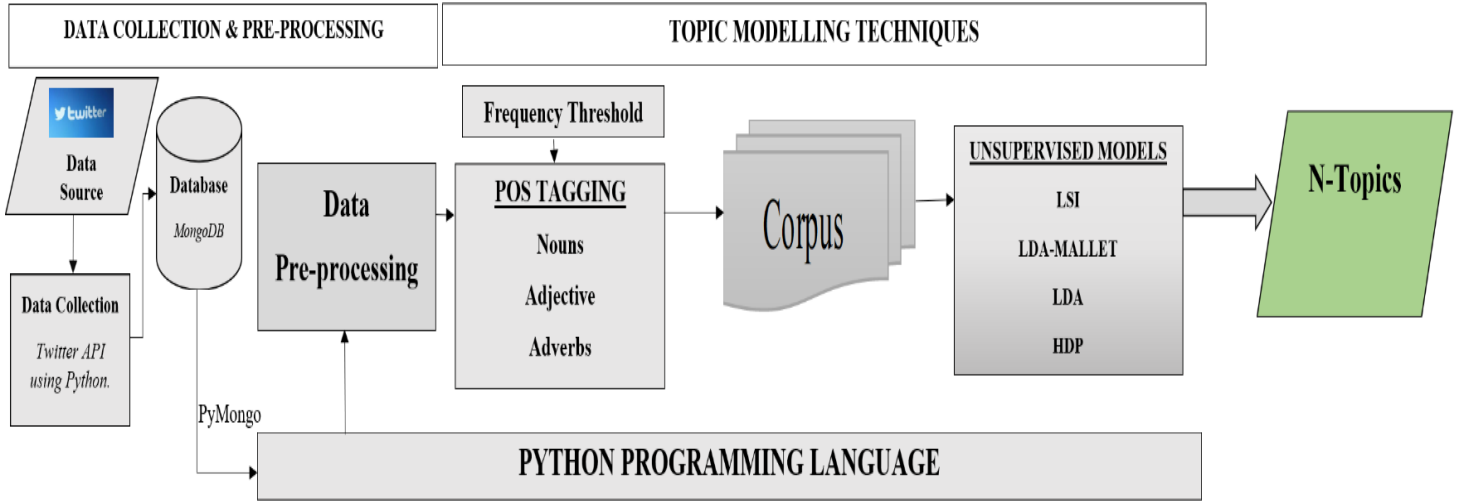 DATA COLLECTION & PRE-PROCESSING
TOPIC MODELLING TECHNIQUES
twitter
Data
Source
Data Collection
Twitter API
using Python.
Database
MongoDB
PyMongo
Data
Pre-processing
Frequency Threshold
POS TAGGING
Nouns
Adjective
Adverbs
Corpus
UNSUPERVISED MODELS
LSI
LDA-MALLET
LDA
HDP
N-Topics
PYTHON PROGRAMMING LANGUAGE